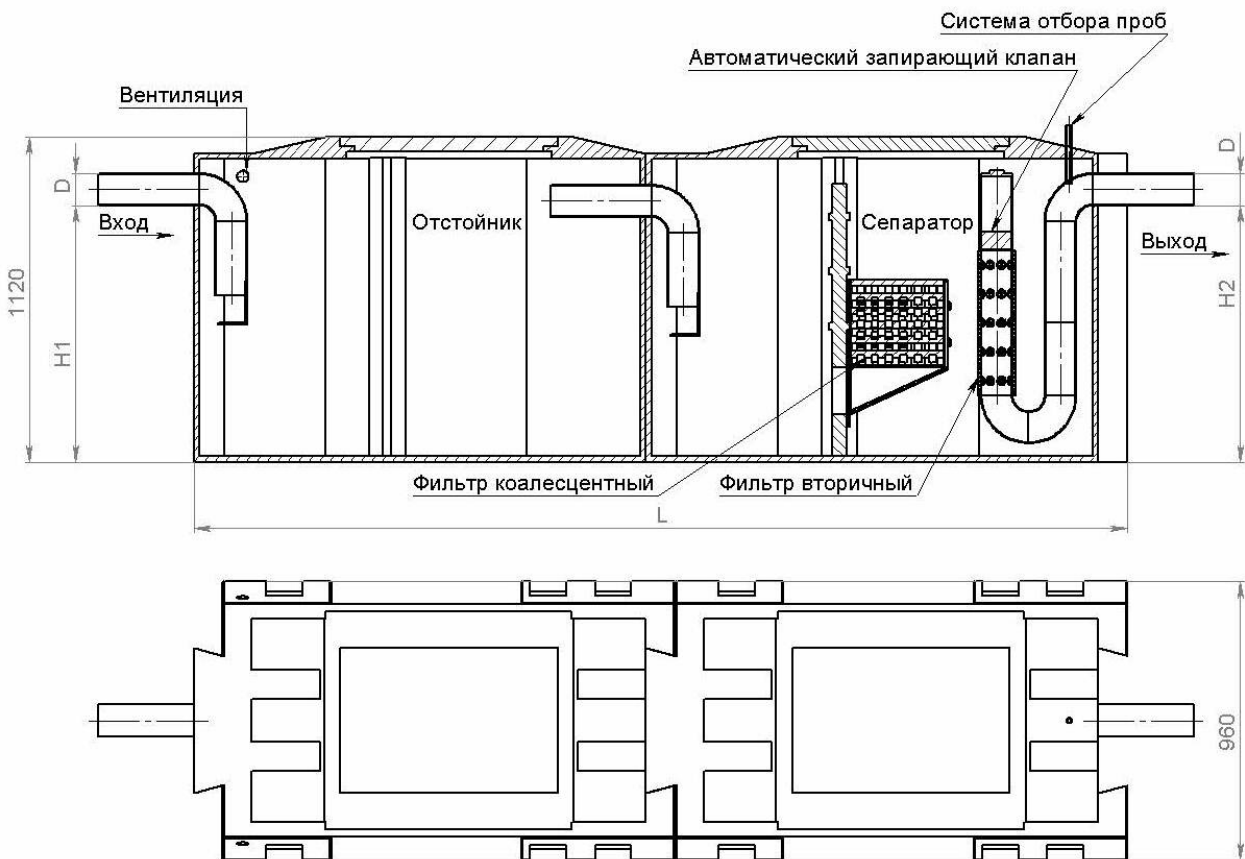 Система отбора проб
Автоматический запирающий клапан
Вентиляция
D
D
Вход
Отстойник
Сепаратор
Выход
1120
H1
H2
Фильтр коалесцентный
Фильтр вторичный
L
960